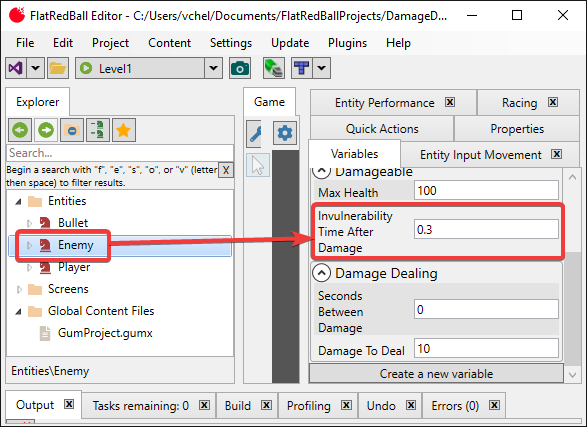 FlatRedBall Editor - C:/Users/vchel/Documents/FlatRedBallProjects/DamageD
File Edit Project Content Settings Update Plugins Help
Level1
Explorer
Game
Entity Performance
Racing
Quick Actions
Properties
Variables
Entity Input Movement
Search...
Begin a search with "f", "e", "s", "o", or "v" (letter
then space) to filter results.
X
Entities
Bullet
Enemy
Player
Screens
Global Content Files
GumProject.gumx
Entities\Enemy
Damageable
Max Health 100
Invulnerability
Time After 0.3
Damage
Damage Dealing
Seconds
Between 0
Damage
Damage To Deal 10
Create a new variable
Output
Tasks remaining: 0
Build
Profiling
Undo
Errors (0)